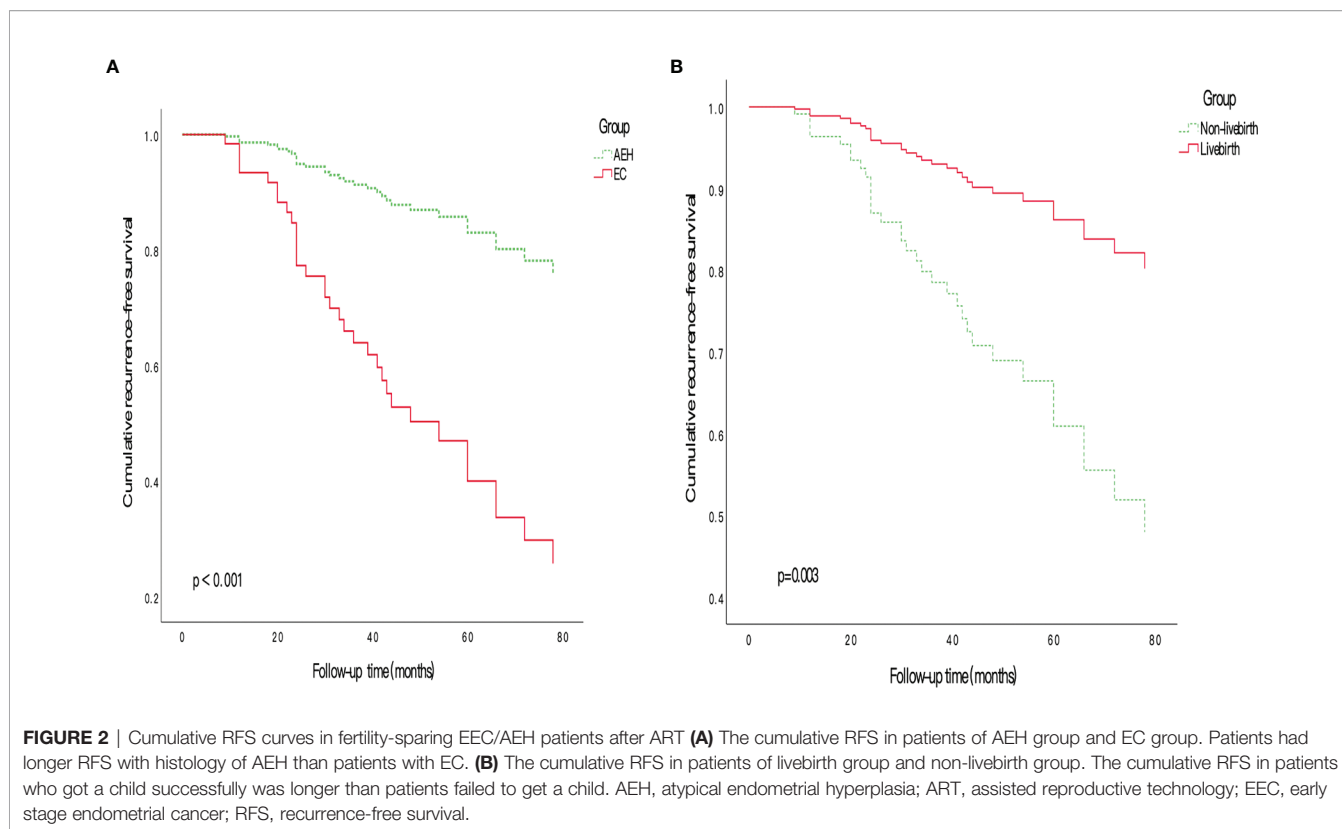 A
Group
AEH
EC
1.0
0.8
0.6
0.4
0.2
Cumulative recurrence-free survival
p < 0.001
0 20 40 60 80
Follow-up time (months)
B
Group
Non-livebirth
Livebirth
1.0
0.9
0.8
0.7
0.6
0.5
0.4
Cumulative recurrence-free survival
p=0.003
0 20 40 60 80
Follow-up time (months)
FIGURE 2 | Cumulative RFS curves in fertility-sparing EEC/AEH patients after ART (A) The cumulative RFS in patients of AEH group and EC group. Patients had
longer RFS with histology of AEH than patients with EC. (B) The cumulative RFS in patients of livebirth group and non-livebirth group. The cumulative RFS in patients
who got a child successfully was longer than patients failed to get a child. AEH, atypical endometrial hyperplasia; ART, assisted reproductive technology; EEC, early
stage endometrial cancer; RFS, recurrence-free survival.